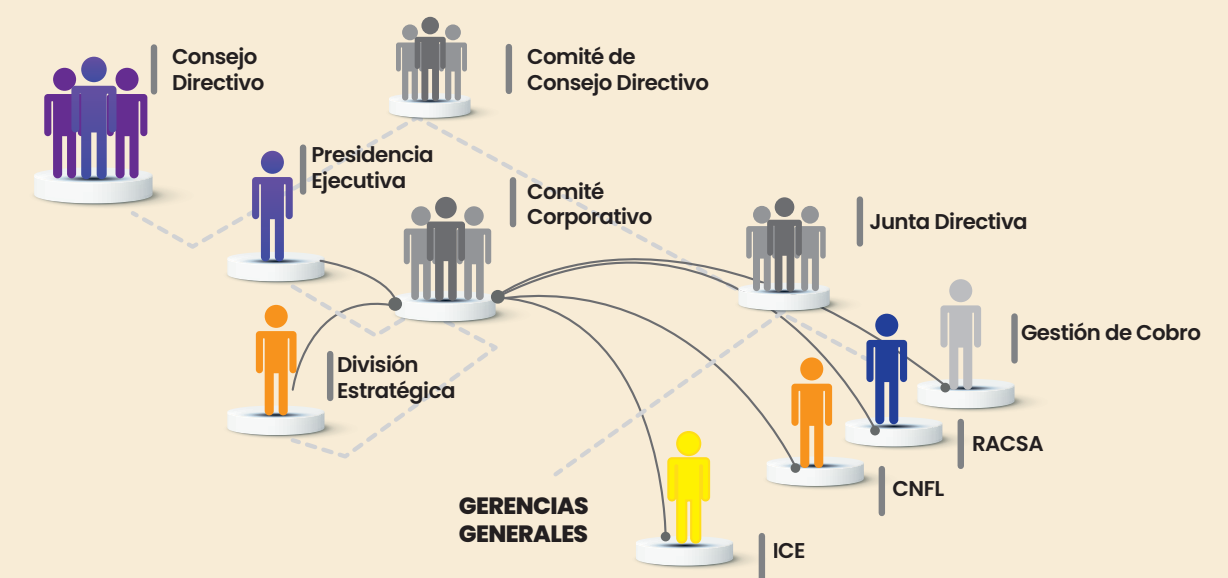 Consejo
Directivo
Comité de
Consejo Directivo
Presidencia
Ejecutiva
Comité
Corporativo
Junta Directiva
Gestión de Cobro
División
Estratégica
RACSA
CNFL
GERENCIAS
GENERALES
ICE